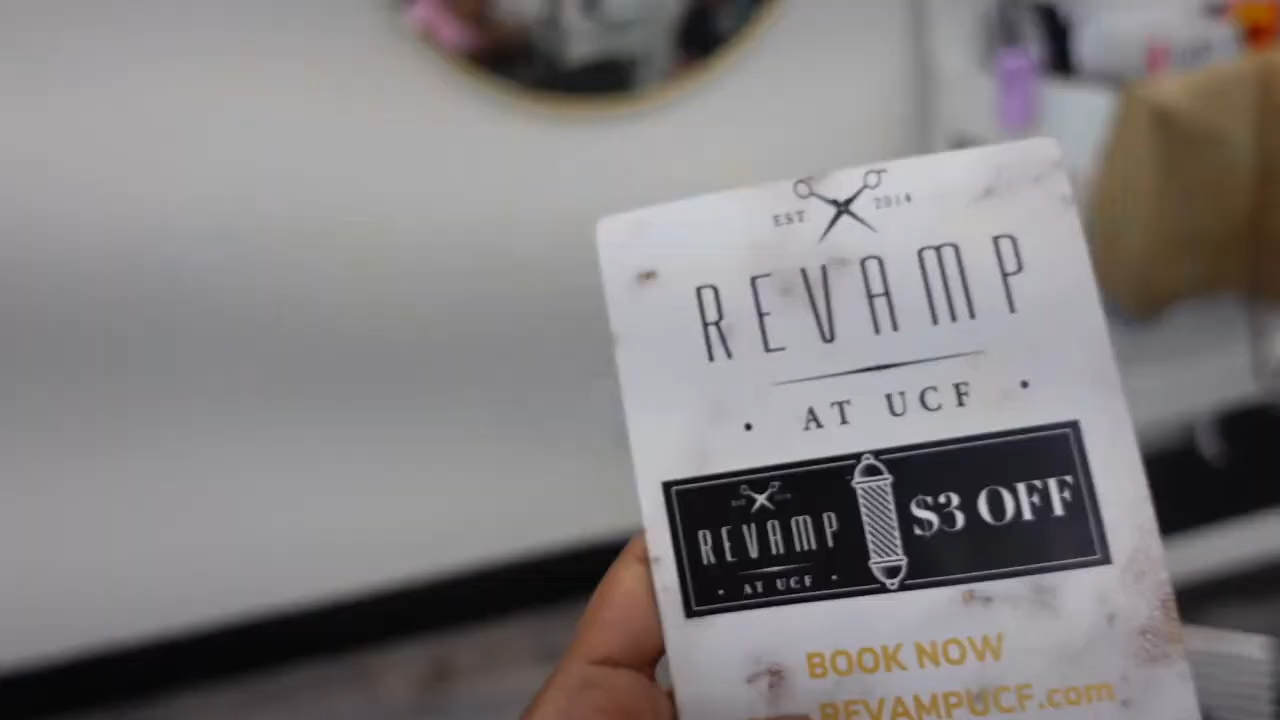 EST 2014
REVAMP
• AT UCF •
REVAMP
• AT UCF •
$3 OFF
BOOK NOW
REVAMPUCF.com